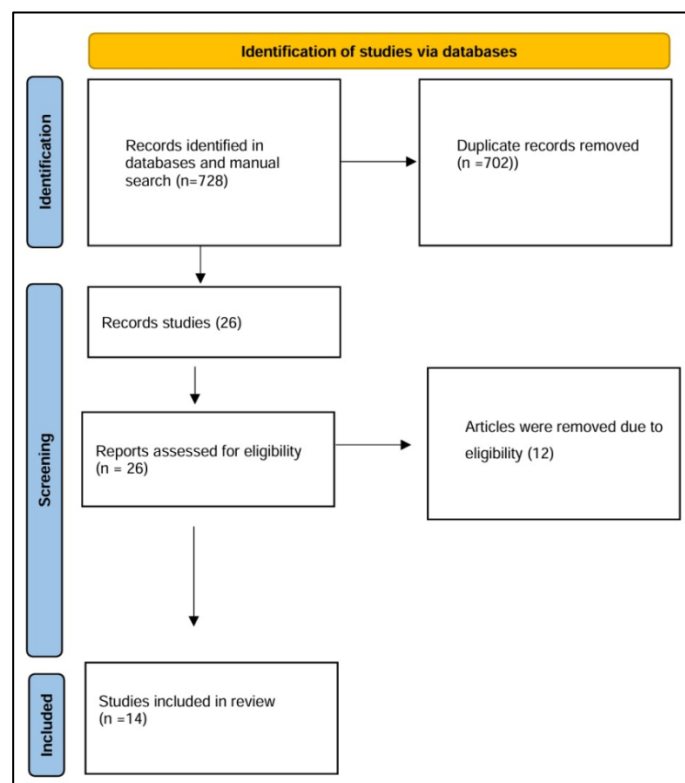 Identification of studies via databases
Identification
Records identified in
databases and manual
search (n=728)
Duplicate records removed
(n =702))
Screening
Records studies (26)
Reports assessed for eligibility
(n = 26)
Articles were removed due to
eligibility (12)
Included
Studies included in review
(n =14)